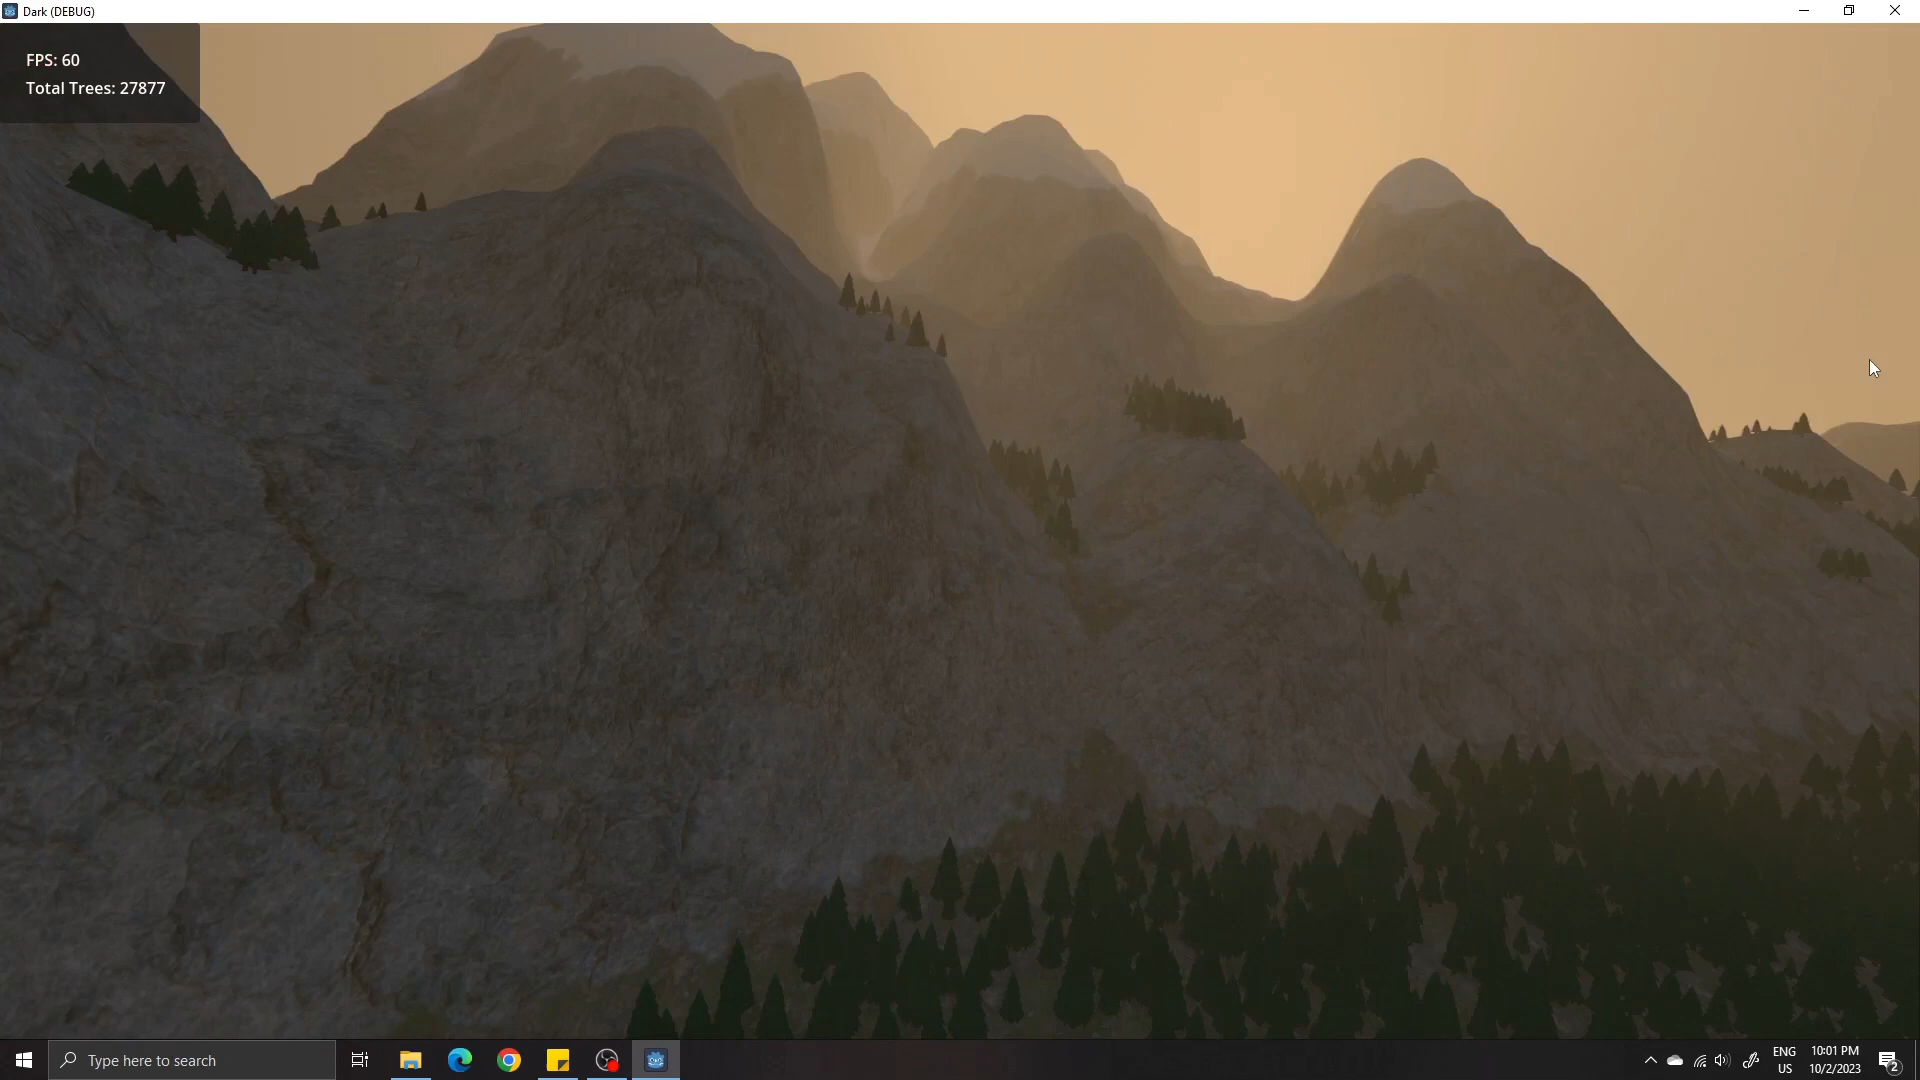 Dark (DEBUG)
FPS: 60
Total Trees: 27877
Type here to search
ENG
US
10:01 PM
10/2/2023
2